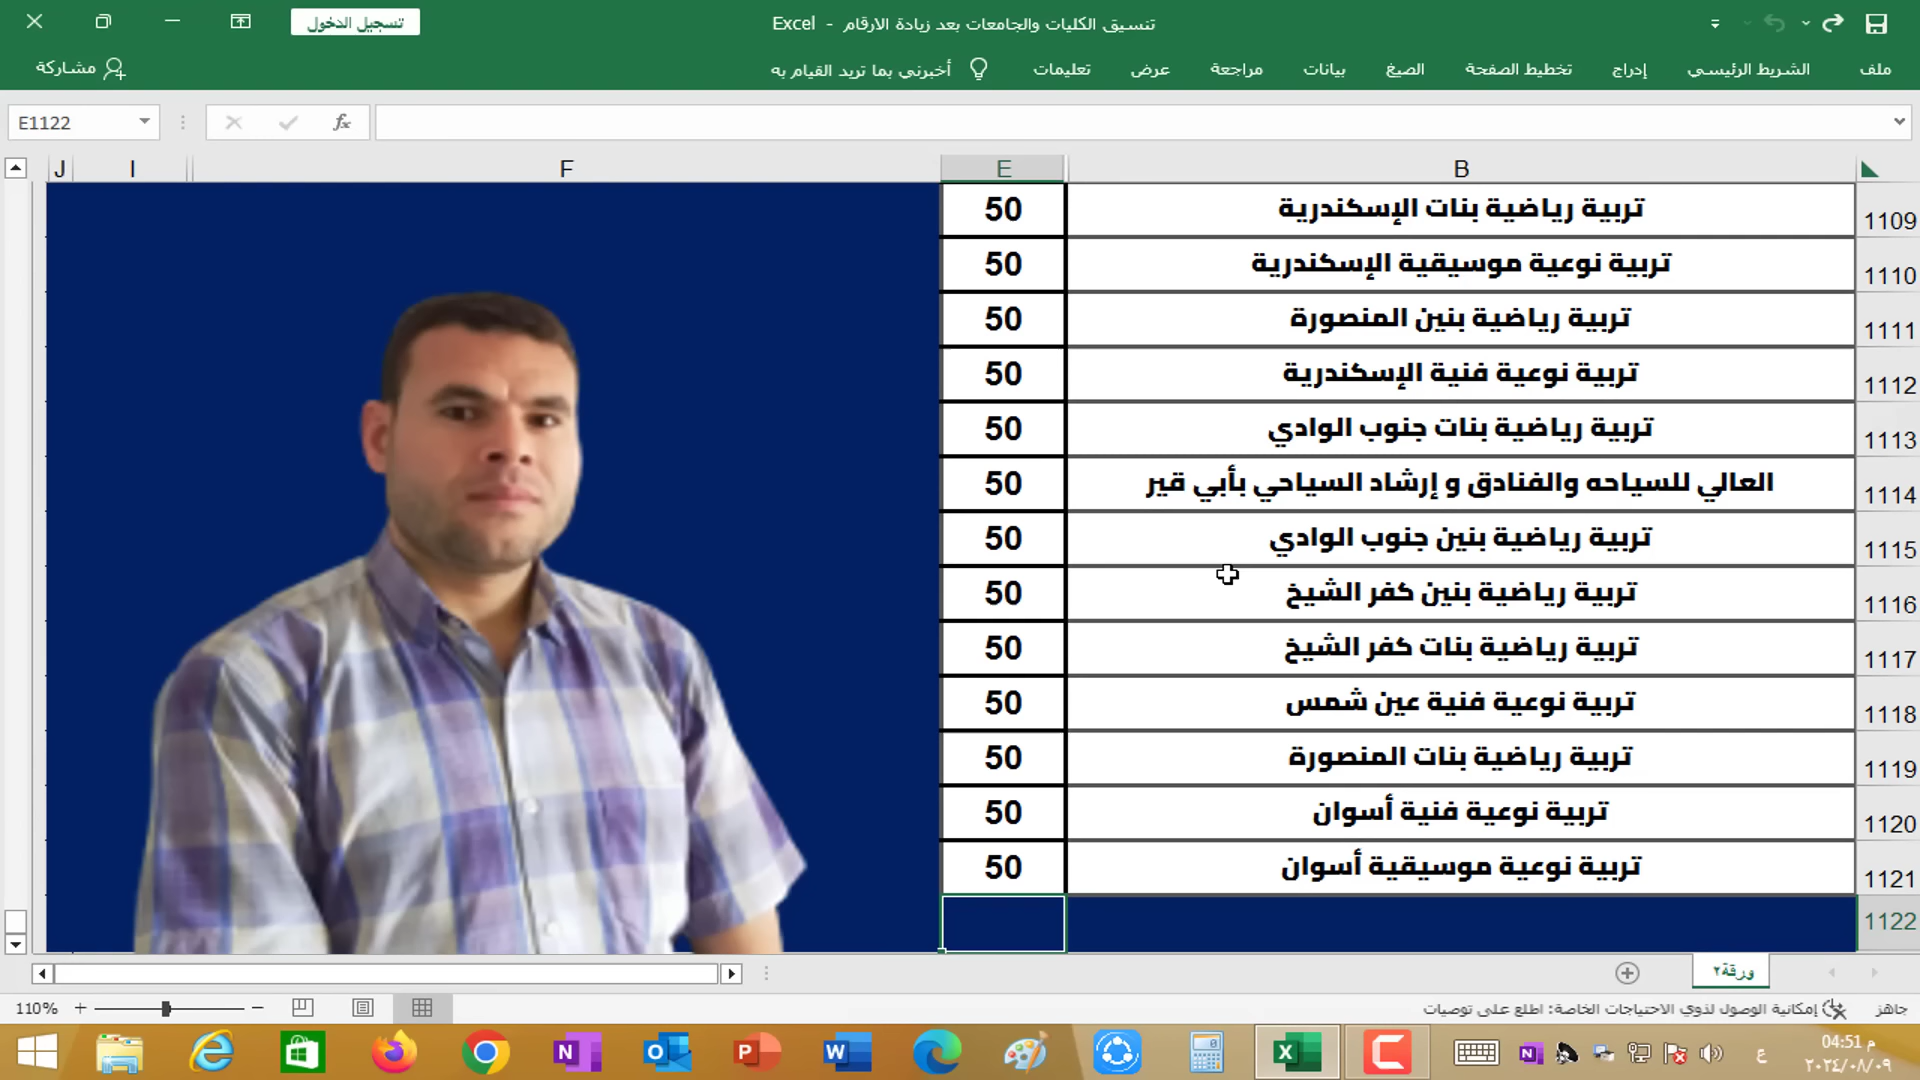 تنسيق الكليات والجامعات بعد زيادة الارقام - Excel
تسجيل الدخول
ملف
الشريط الرئيسي
إدراج
تخطيط الصفحة
الصيغ
بيانات
مراجعة
عرض
تعليمات
أخبرني بما تريد القيام به
مشاركة
E1122
fx
B E F I J
1109 تربية رياضية بنات الإسكندرية 50
1110 تربية نوعية موسيقية الإسكندرية 50
1111 تربية رياضية بنين المنصورة 50
1112 تربية نوعية فنية الإسكندرية 50
1113 تربية رياضية بنات جنوب الوادي 50
1114 العالي للسياحه والفنادق و إرشاد السياحي بأبي قير 50
1115 تربية رياضية بنين جنوب الوادي 50
1116 تربية رياضية بنين كفر الشيخ 50
1117 تربية رياضية بنات كفر الشيخ 50
1118 تربية نوعية فنية عين شمس 50
1119 تربية رياضية بنات المنصورة 50
1120 تربية نوعية فنية أسوان 50
1121 تربية نوعية موسيقية أسوان 50
1122
ورقة٢
جاهز
إمكانية الوصول لذوي الاحتياجات الخاصة: اطلع على توصيات
110%
ع
04:51 م
٢٠٢٤/٠٨/٠٩